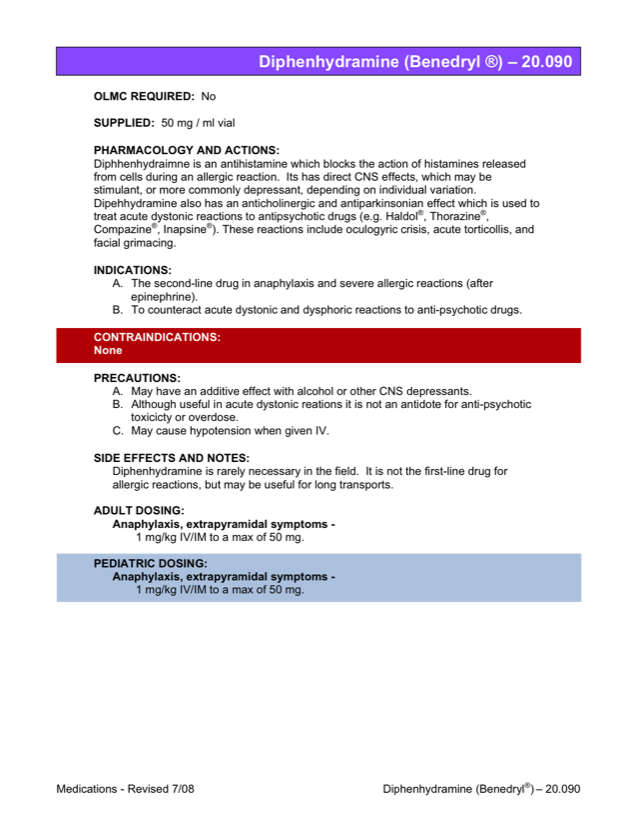 Diphenhydramine (Benedryl ®) – 20.090
OLMC REQUIRED: No
SUPPLIED: 50 mg / ml vial
PHARMACOLOGY AND ACTIONS:
Diphhenhydraimne is an antihistamine which blocks the action of histamines released
from cells during an allergic reaction. Its has direct CNS effects, which may be
stimulant, or more commonly depressant, depending on individual variation.
Dipehhydramine also has an anticholinergic and antiparkinsonian effect which is used to
treat acute dystonic reactions to antipsychotic drugs (e.g. Haldol®, Thorazine®,
Compazine®, Inapsine®). These reactions include oculogyric crisis, acute torticollis, and
facial grimacing.
INDICATIONS:
A. The second-line drug in anaphylaxis and severe allergic reactions (after
epinephrine).
B. To counteract acute dystonic and dysphoric reactions to anti-psychotic drugs.
CONTRAINDICATIONS:
None
PRECAUTIONS:
A. May have an additive effect with alcohol or other CNS depressants.
B. Although useful in acute dystonic reations it is not an antidote for anti-psychotic
toxicicty or overdose.
C. May cause hypotension when given IV.
SIDE EFFECTS AND NOTES:
Diphenhydramine is rarely necessary in the field. It is not the first-line drug for
allergic reactions, but may be useful for long transports.
ADULT DOSING:
Anaphylaxis, extrapyramidal symptoms -
1 mg/kg IV/IM to a max of 50 mg.
PEDIATRIC DOSING:
Anaphylaxis, extrapyramidal symptoms -
1 mg/kg IV/IM to a max of 50 mg.
Medications - Revised 7/08 Diphenhydramine (Benedryl®) – 20.090